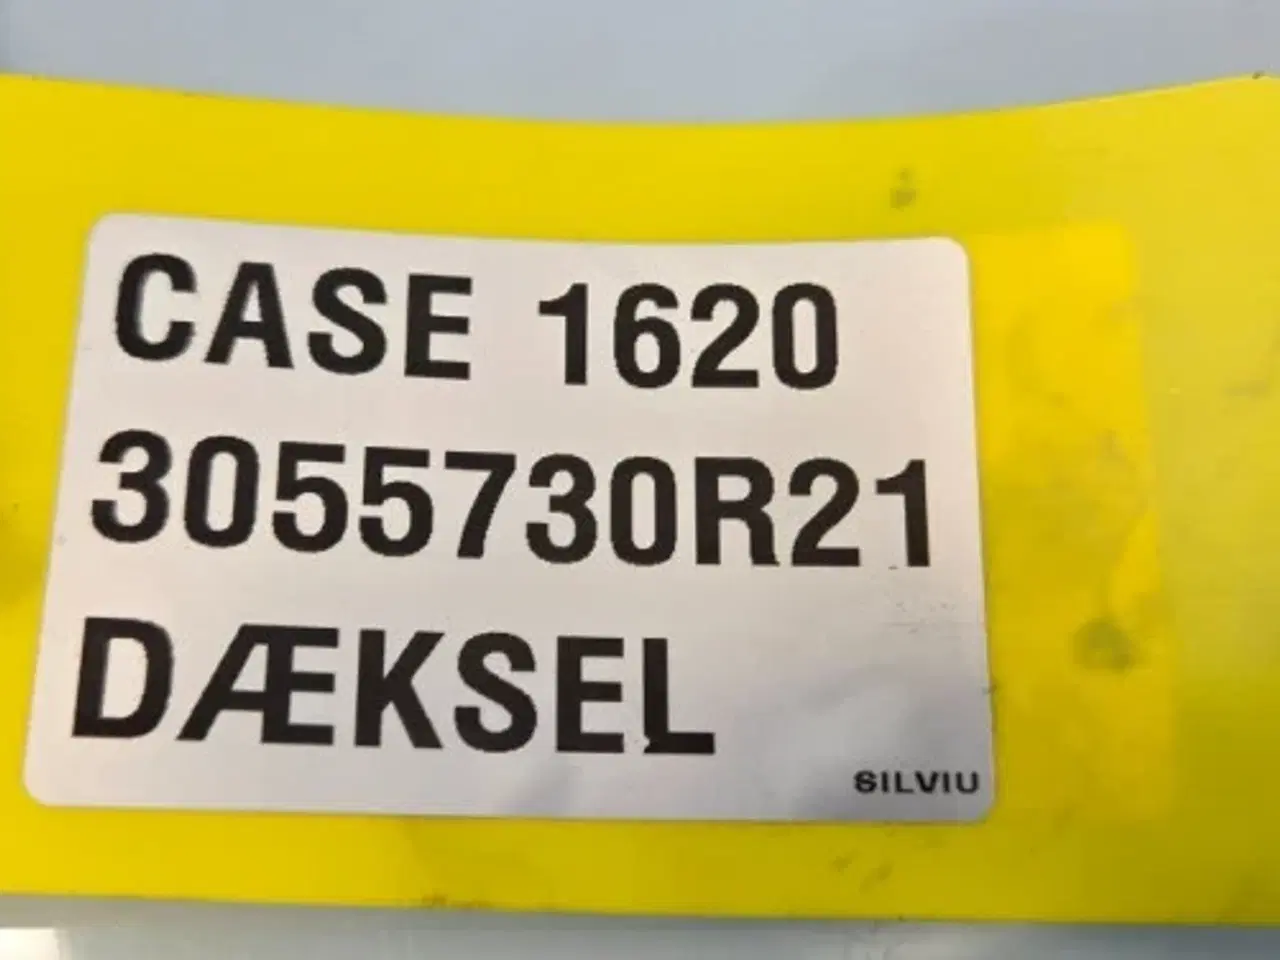 CASE 1620
3055730R21
DÆKSEL
SILVIU